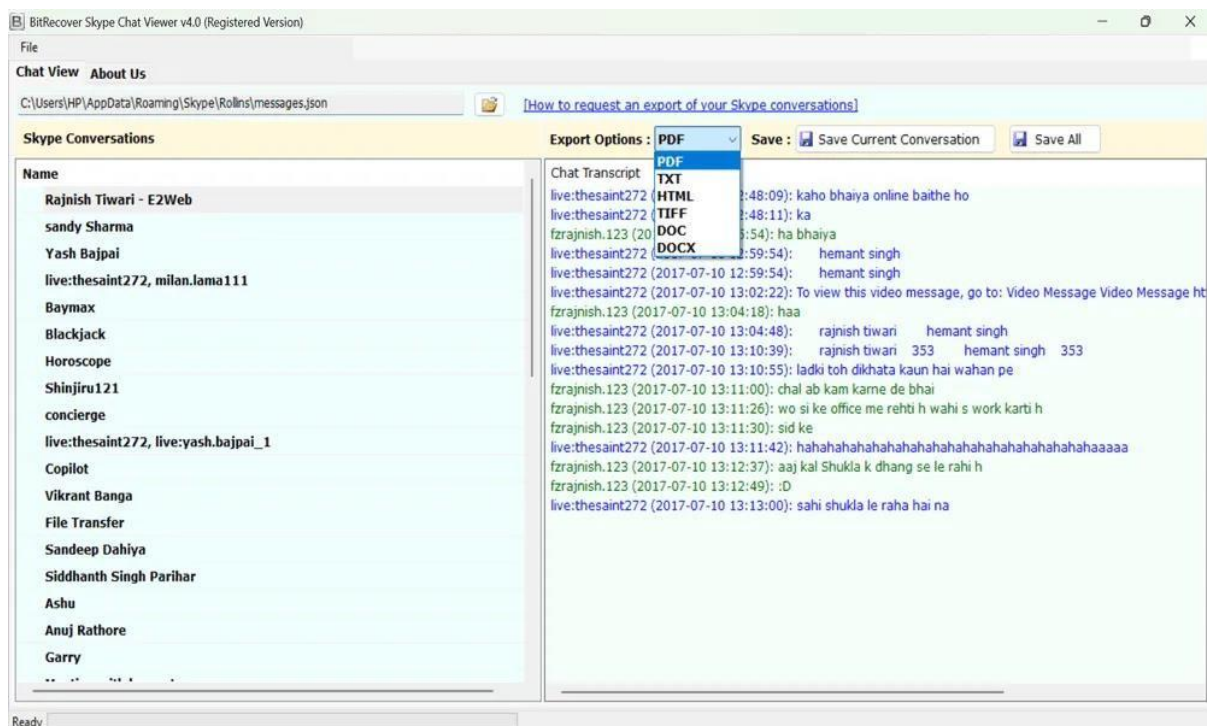 BitRecover Skype Chat Viewer v4.0 (Registered Version)
File
Chat View About Us
C:\Users\HP\AppData\Roaming\Skype\Rollins\messages.json [How to request an export of your Skype conversations]
Skype Conversations
Export Options : PDF Save : Save Current Conversation Save All
PDF
TXT
HTML
TIFF
DOC
DOCX
Name
Rajnish Tiwari - E2Web
sandy Sharma
Yash Bajpai
live:thesaint272, milan.lama111
Baymax
Blackjack
Horoscope
Shinjiru121
concierge
live:thesaint272, live:yash.bajpai_1
Copilot
Vikrant Banga
File Transfer
Sandeep Dahiya
Siddhanth Singh Parihar
Ashu
Anuj Rathore
Garry
Chat Transcript
live:thesaint272 ( :48:09): kaho bhaiya online baithe ho
live:thesaint272 ( :48:11): ka
fzrajnish.123 (20 :54): ha bhaiya
live:thesaint272 ( :59:54): hemant singh
live:thesaint272 (2017-07-10 12:59:54): hemant singh
live:thesaint272 (2017-07-10 13:02:22): To view this video message, go to: Video Message Video Message ht
fzrajnish.123 (2017-07-10 13:04:18): haa
live:thesaint272 (2017-07-10 13:04:48): rajnish tiwari hemant singh
live:thesaint272 (2017-07-10 13:10:39): rajnish tiwari 353 hemant singh 353
live:thesaint272 (2017-07-10 13:10:55): ladki toh dikhata kaun hai wahan pe
fzrajnish.123 (2017-07-10 13:11:00): chal ab kam karne de bhai
fzrajnish.123 (2017-07-10 13:11:26): wo si ke office me rehti h wahi s work karti h
fzrajnish.123 (2017-07-10 13:11:30): sid ke
live:thesaint272 (2017-07-10 13:11:42): hahahahahahahahahahahahahahahahahahahahaaaaa
fzrajnish.123 (2017-07-10 13:12:37): aaj kal Shukla k dhang se le rahi h
fzrajnish.123 (2017-07-10 13:12:49): :D
live:thesaint272 (2017-07-10 13:13:00): sahi shukla le raha hai na
Ready